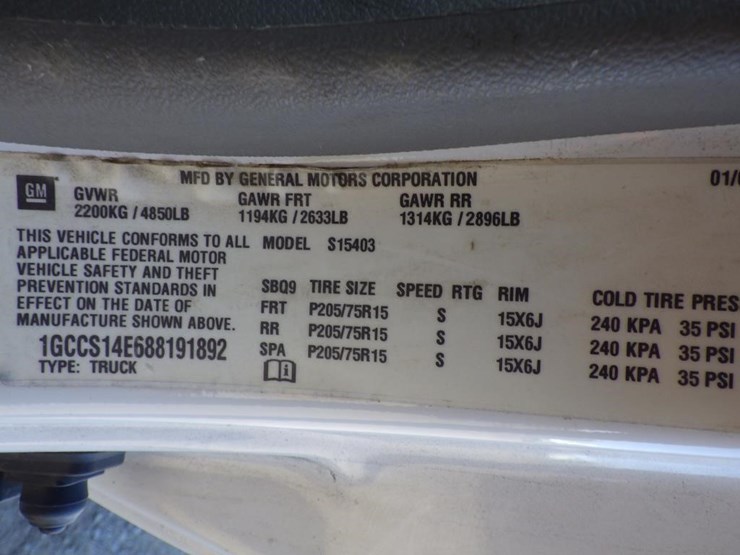 MFD BY GENERAL MOTORS CORPORATION 01/
GM
GVWR GAWR FRT GAWR RR
2200KG / 4850LB 1194KG / 2633LB 1314KG / 2896LB
THIS VEHICLE CONFORMS TO ALL MODEL S15403
APPLICABLE FEDERAL MOTOR
VEHICLE SAFETY AND THEFT
PREVENTION STANDARDS IN
EFFECT ON THE DATE OF
MANUFACTURE SHOWN ABOVE.
SBQ9 TIRE SIZE SPEED RTG RIM COLD TIRE PRES
FRT P205/75R15 S 15X6J 240 KPA 35 PSI
RR P205/75R15 S 15X6J 240 KPA 35 PSI
SPA P205/75R15 S 15X6J 240 KPA 35 PSI
1GCCS14E688191892
TYPE: TRUCK
i